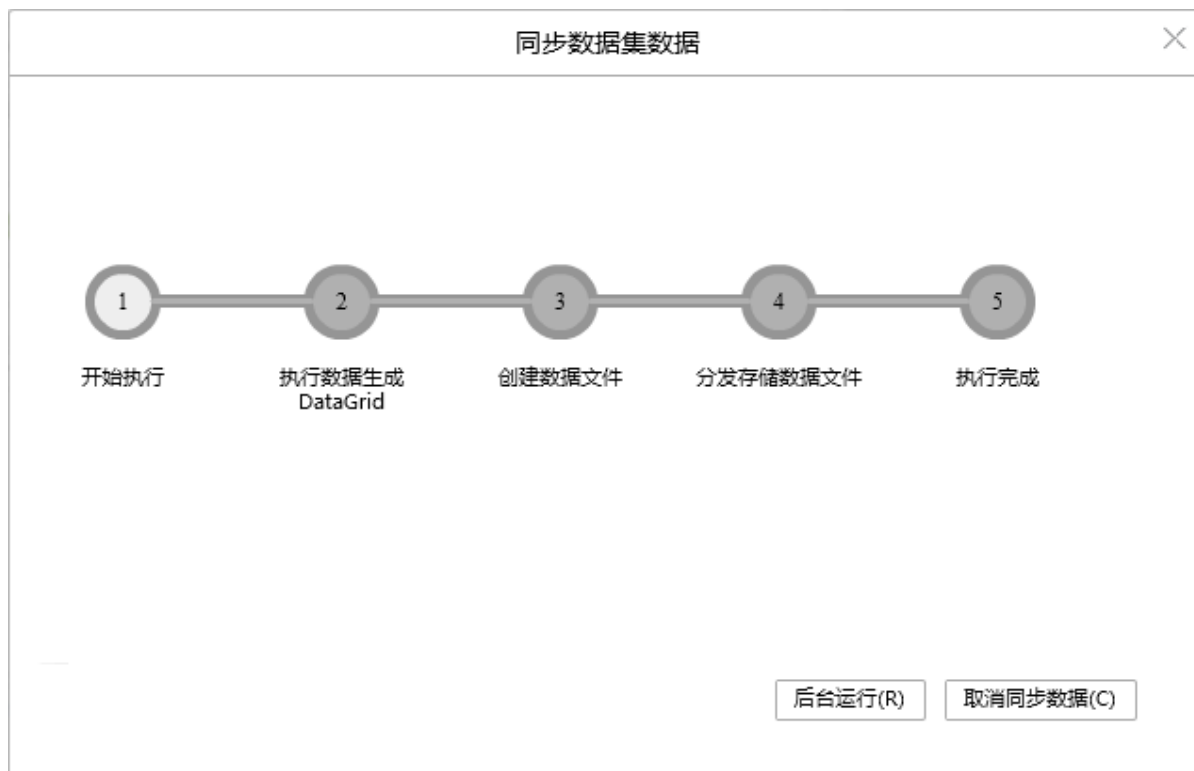 同步数据集数据
1
2
3
4
5
开始执行
执行数据生成
DataGrid
创建数据文件
分发存储数据文件
执行完成
后台运行(R)
取消同步数据(C)